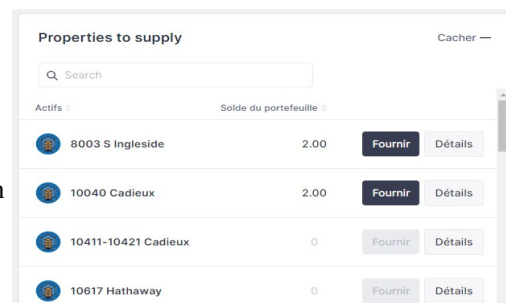 Properties to supply Cacher —
Search
Actifs Solde du portefeuille
8003 S Ingleside 2.00 Fournir Détails
10040 Cadieux 2.00 Fournir Détails
10411-10421 Cadieux 0 Fournir Détails
10617 Hathaway 0 Fournir Détails